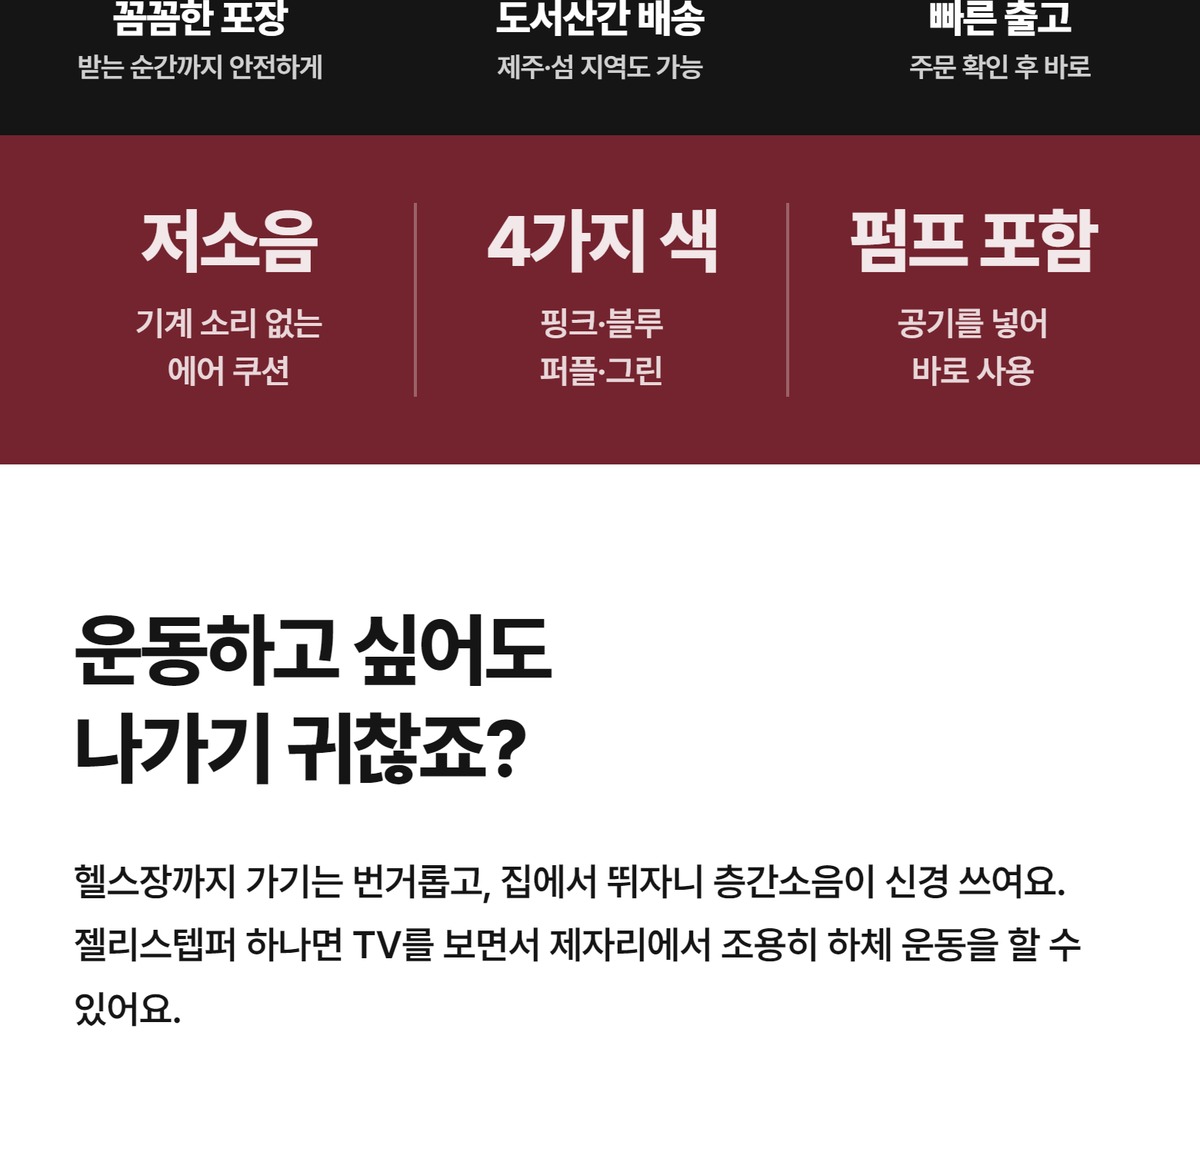 꼼꼼한 포장
도서산간 배송
빠른 출고
받는 순간까지 안전하게
제주·섬 지역도 가능
주문 확인 후 바로
저소음
4가지 색
펌프 포함
기계 소리 없는
에어 쿠션
핑크·블루
퍼플·그린
공기를 넣어
바로 사용
운동하고 싶어도
나가기 귀찮죠?
헬스장까지 가기는 번거롭고, 집에서 뛰자니 층간소음이 신경 쓰여요.
젤리스텝퍼 하나면 TV를 보면서 제자리에서 조용히 하체 운동을 할 수
있어요.